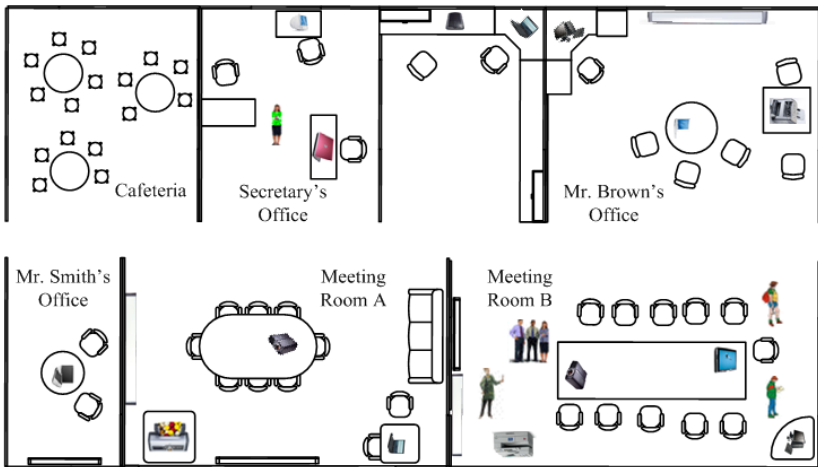 Cafeteria
Secretary's
Office
Mr. Brown's
Office
Mr. Smith's
Office
Meeting
Room A
Meeting
Room B